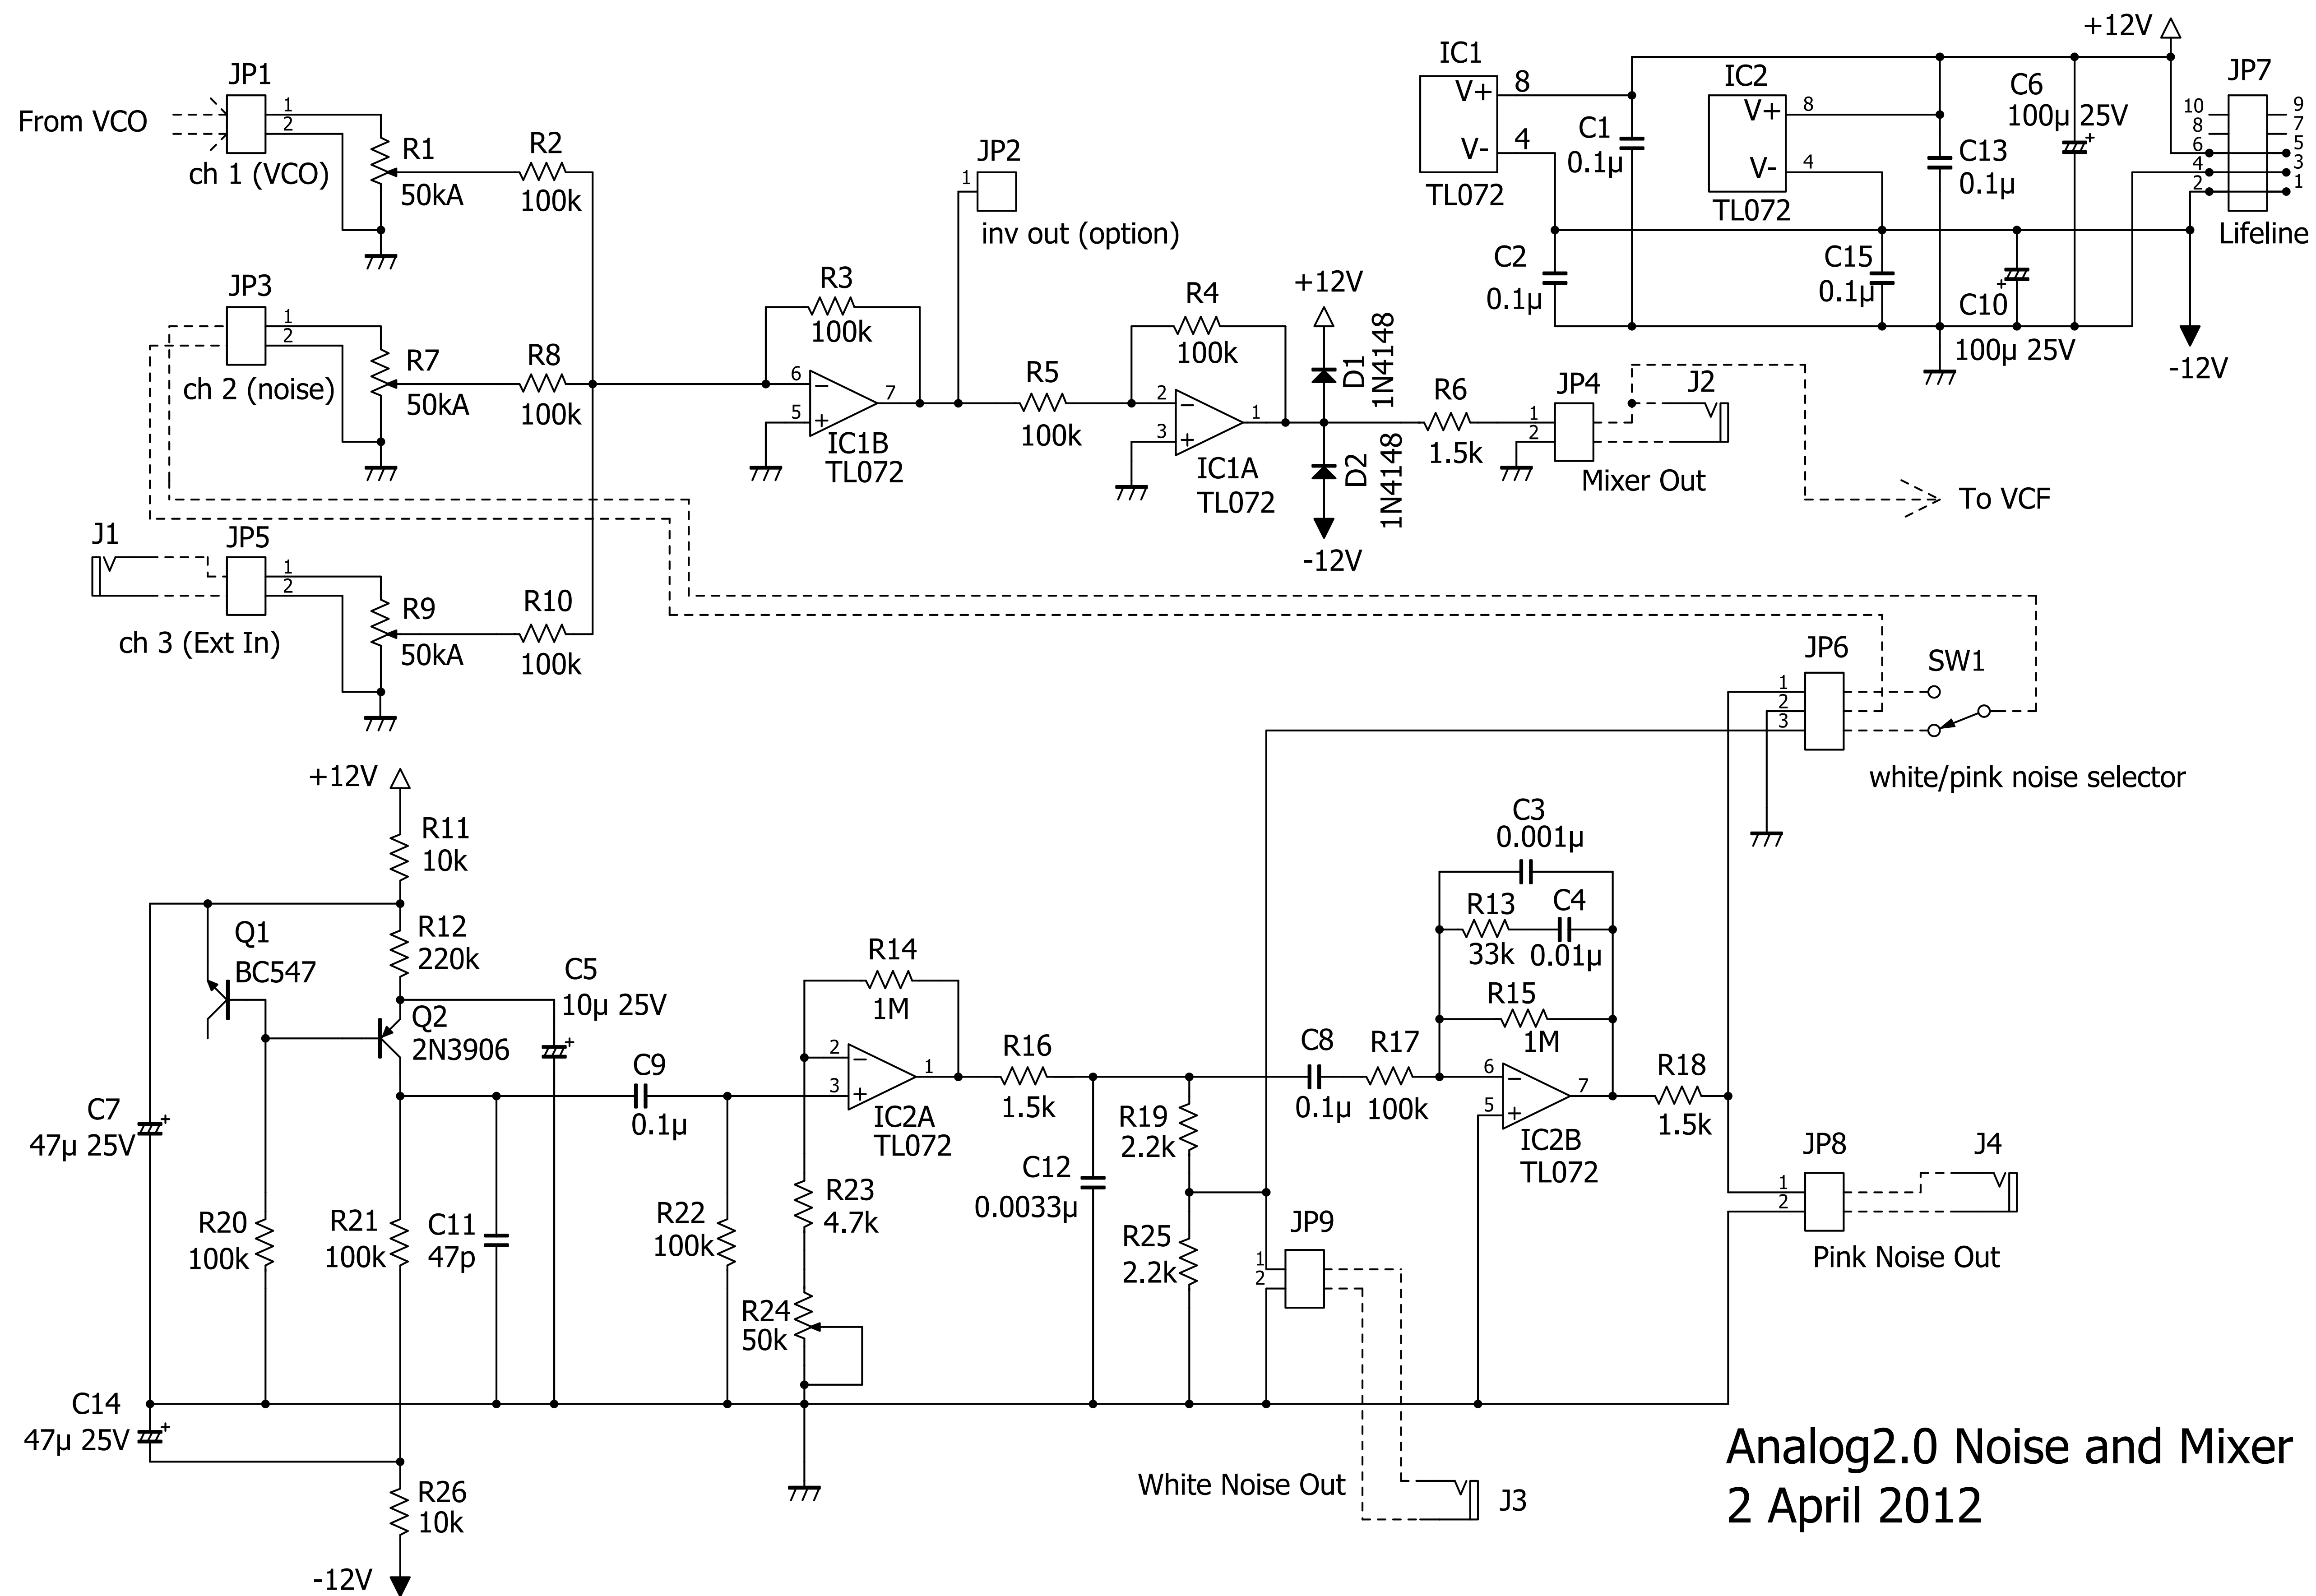 From VCO
JP1
1
2
ch 1 (VCO)
R1
50kA
R2
100k
JP3
1
2
ch 2 (noise)
R7
50kA
R8
100k
J1
JP5
1
2
ch 3 (Ext In)
R9
50kA
R10
100k
R3
100k
6
5
7
IC1B
TL072
JP2
1
inv out (option)
R5
100k
R4
100k
2
3
1
IC1A
TL072
+12V
D1
1N4148
D2
1N4148
-12V
R6
1.5k
JP4
1
2
Mixer Out
J2
To VCF
IC1
V+
8
V-
4
TL072
C1
0.1µ
C2
0.1µ
IC2
V+
8
V-
4
TL072
C13
0.1µ
C15
0.1µ
C6
100µ 25V
C10
100µ 25V
+12V
JP7
10
9
8
7
6
5
4
3
2
1
Lifeline
-12V
JP6
1
2
3
SW1
white/pink noise selector
+12V
R11
10k
Q1
BC547
R12
220k
Q2
2N3906
C5
10µ 25V
C7
47µ 25V
C14
47µ 25V
R20
100k
R21
100k
C11
47p
R26
10k
-12V
C9
0.1µ
R22
100k
R14
1M
2
3
1
IC2A
TL072
R23
4.7k
R24
50k
R16
1.5k
C12
0.0033µ
R19
2.2k
R25
2.2k
JP9
1
2
White Noise Out
J3
C8
0.1µ
R17
100k
C3
0.001µ
R13
33k
C4
0.01µ
R15
1M
6
5
7
IC2B
TL072
R18
1.5k
JP8
1
2
J4
Pink Noise Out
Analog2.0 Noise and Mixer
2 April 2012